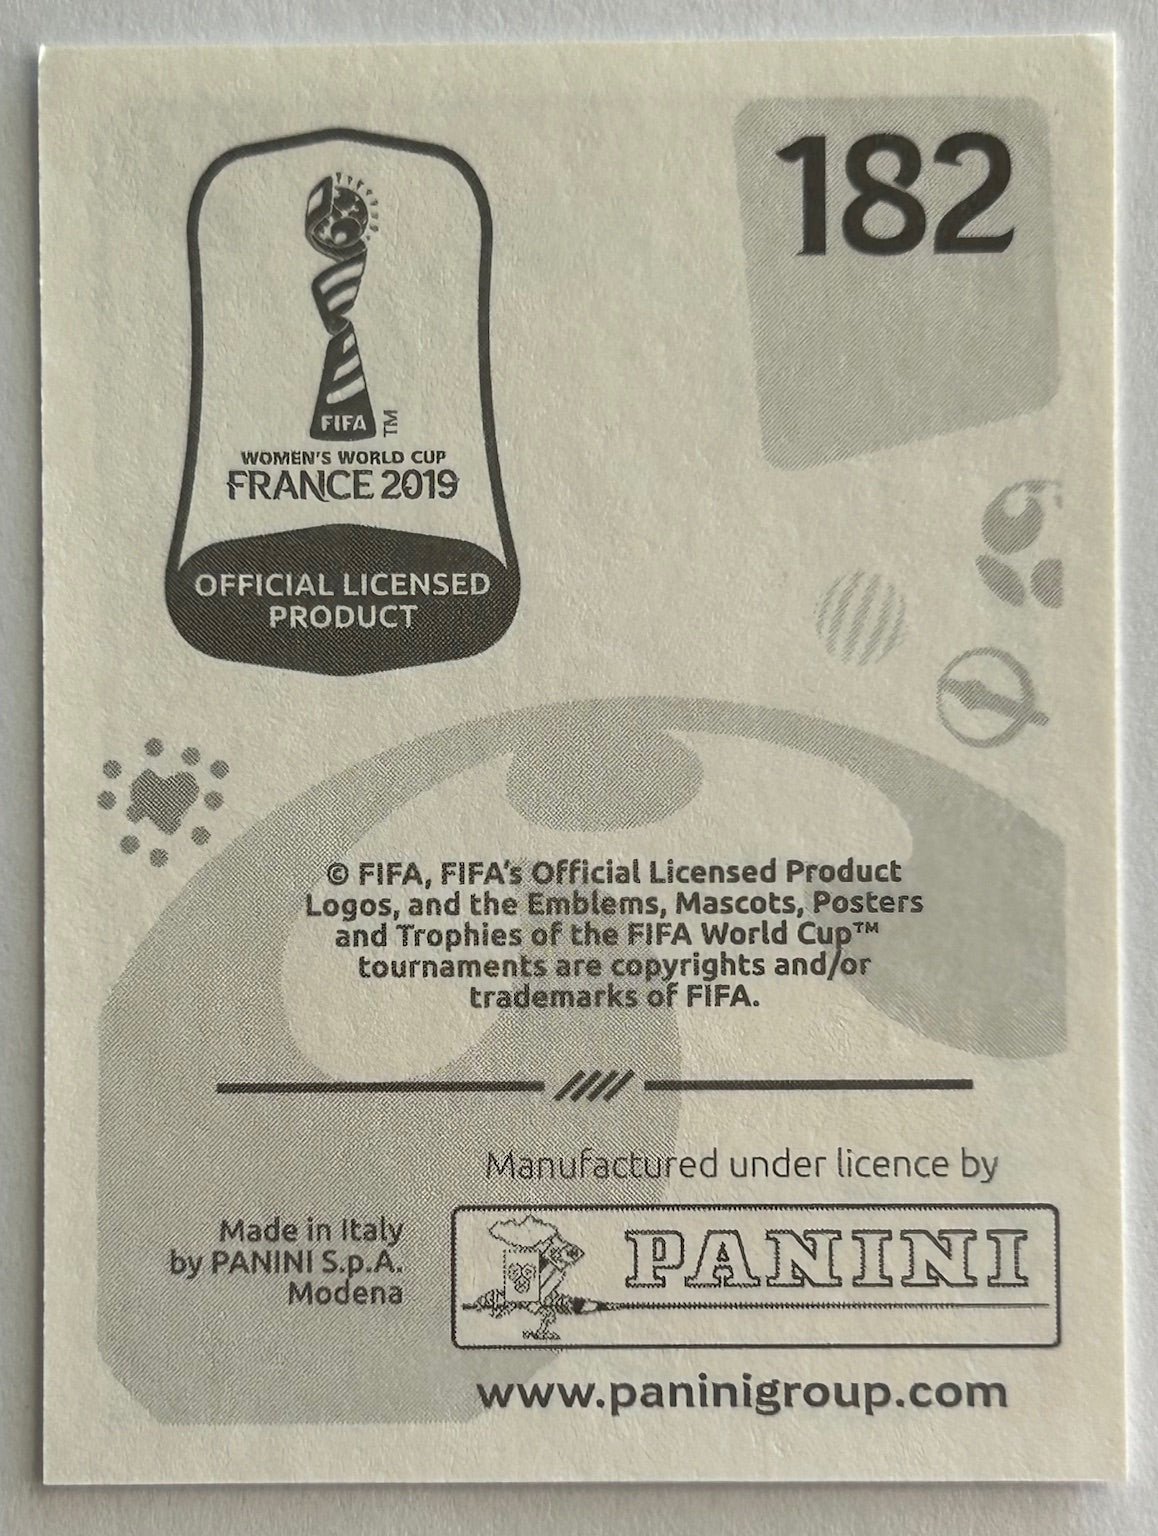 182
FIFA
TM
WOMEN'S WORLD CUP
FRANCE 2019
OFFICIAL LICENSED
PRODUCT
© FIFA, FIFA's Official Licensed Product
Logos, and the Emblems, Mascots, Posters
and Trophies of the FIFA World Cup™
tournaments are copyrights and/or
trademarks of FIFA.
Manufactured under licence by
Made in Italy
by PANINI S.p.A.
Modena
PANINI
www.paninigroup.com